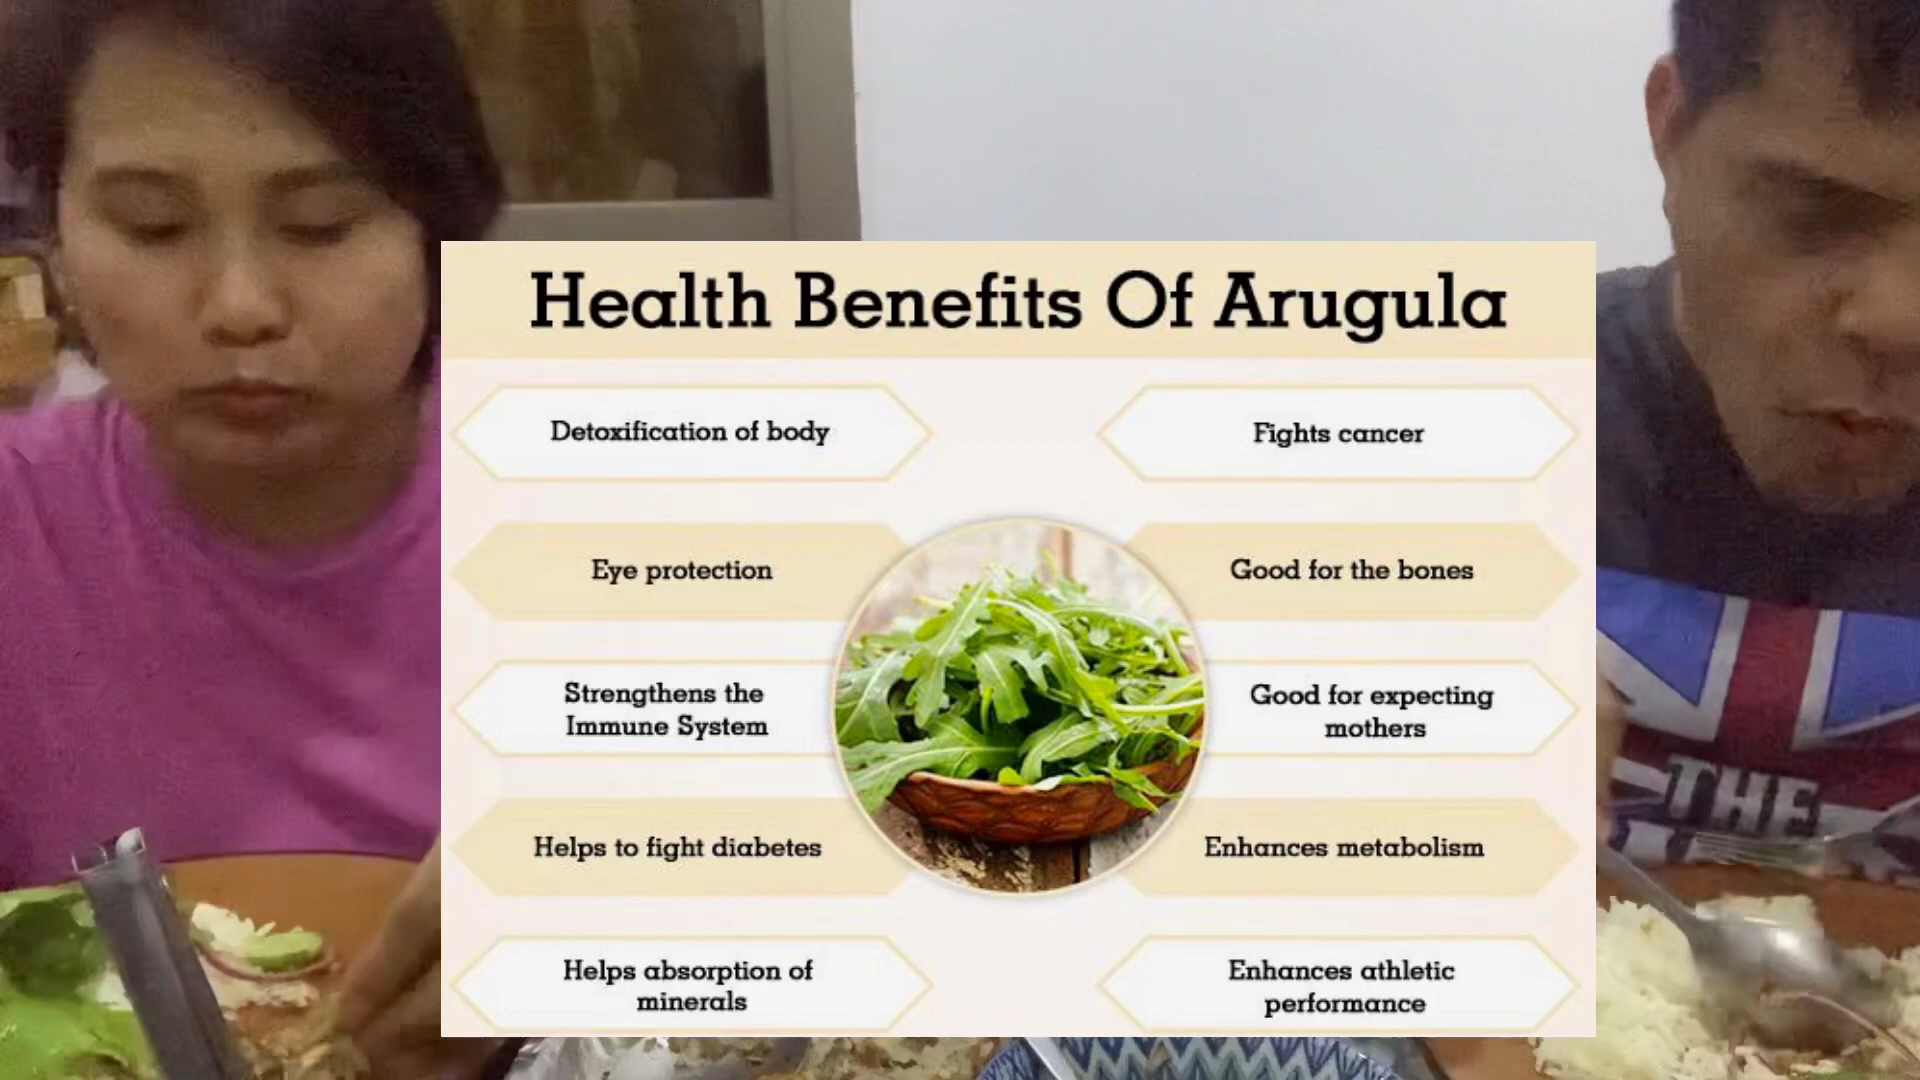 Health Benefits Of Arugula
Detoxification of body
Fights cancer
Eye protection
Good for the bones
Strengthens the
Immune System
Good for expecting
mothers
Helps to fight diabetes
Enhances metabolism
Helps absorption of
minerals
Enhances athletic
performance
THE